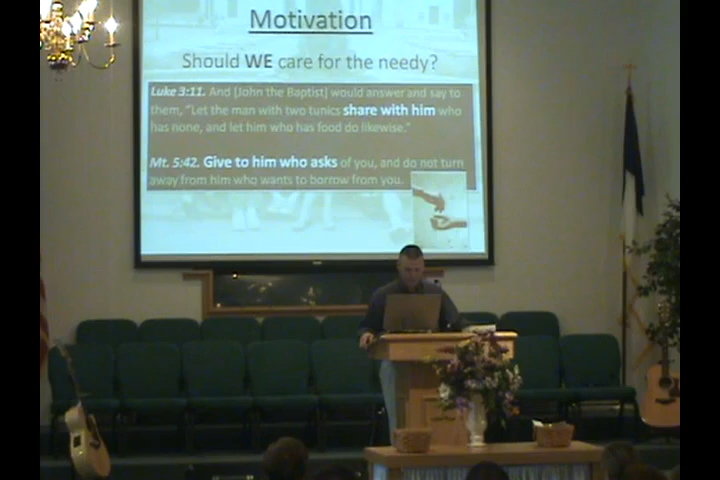 Motivation
Should WE care for the needy?
Luke 3:11. And [John the Baptist] would answer and say to
them, "Let the man with two tunics share with him who
has none, and let him who has food do likewise."
Mt. 5:42. Give to him who asks of you, and do not turn
away from him who wants to borrow from you.